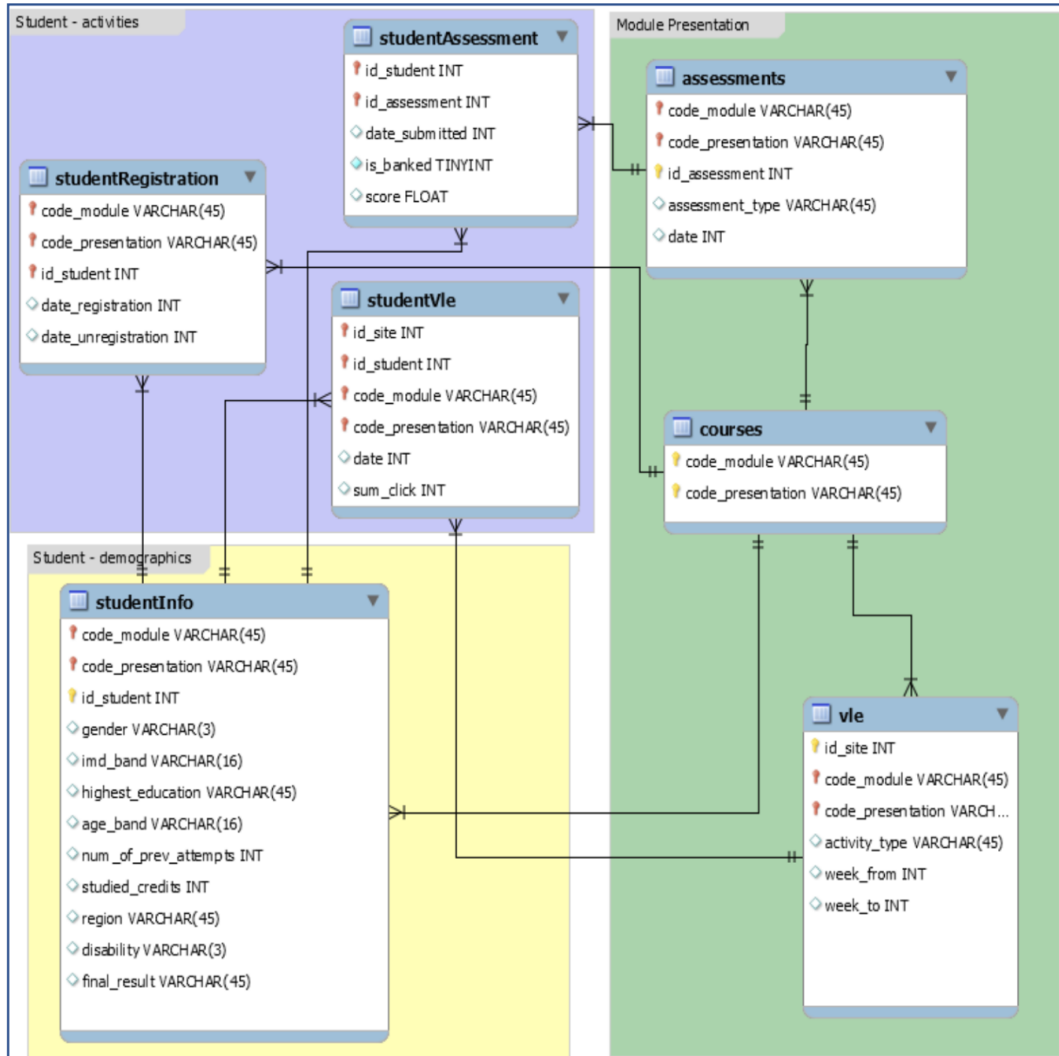 Student - activities
studentAssessment
id_student INT
id_assessment INT
date_submitted INT
is_banked TINYINT
score FLOAT
studentRegistration
code_module VARCHAR(45)
code_presentation VARCHAR(45)
id_student INT
date_registration INT
date_unregistration INT
studentVle
id_site INT
id_student INT
code_module VARCHAR(45)
code_presentation VARCHAR(45)
date INT
sum_click INT
Student - demographics
studentInfo
code_module VARCHAR(45)
code_presentation VARCHAR(45)
id_student INT
gender VARCHAR(3)
imd_band VARCHAR(16)
highest_education VARCHAR(45)
age_band VARCHAR(16)
num_of_prev_attempts INT
studied_credits INT
region VARCHAR(45)
disability VARCHAR(3)
final_result VARCHAR(45)
Module Presentation
assessments
code_module VARCHAR(45)
code_presentation VARCHAR(45)
id_assessment INT
assessment_type VARCHAR(45)
date INT
courses
code_module VARCHAR(45)
code_presentation VARCHAR(45)
vle
id_site INT
code_module VARCHAR(45)
code_presentation VARCH...
activity_type VARCHAR(45)
week_from INT
week_to INT